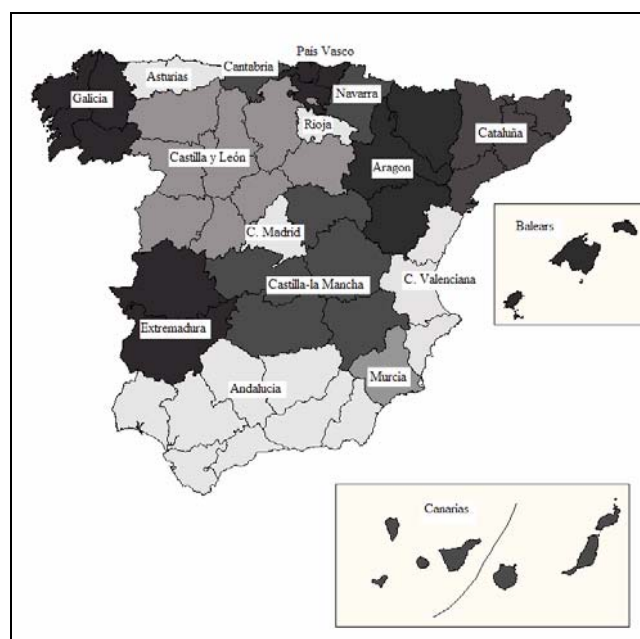 País Vasco
Cantabria
Asturias
Galicia
Navarra
Rioja
Cataluña
Castilla y León
Aragon
C. Madrid
Balears
Castilla-la Mancha
C. Valenciana
Extremadura
Murcia
Andalucia
Canarias